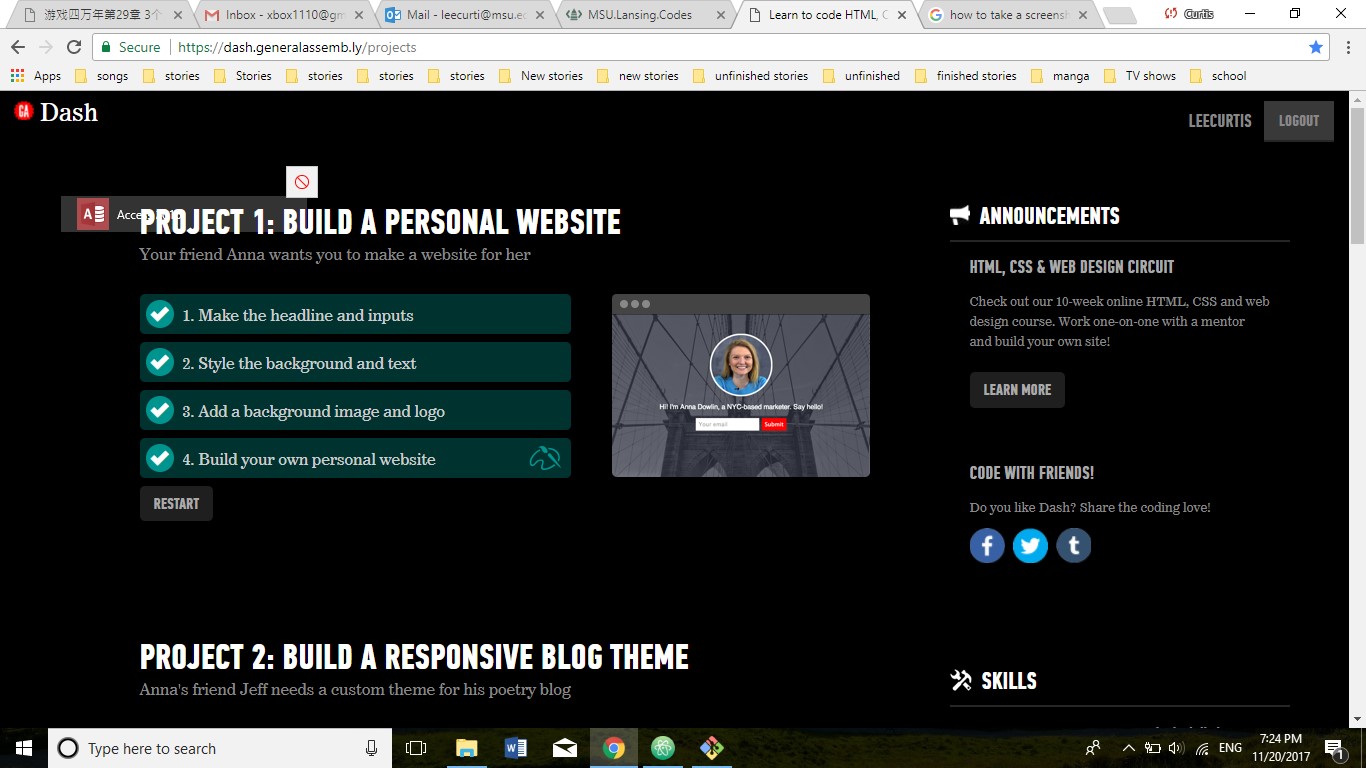 游戏四万年第29章 3个
Inbox - xbox1110@gm
Mail - leecurti@msu.ec
MSU.Lansing.Codes
Learn to code HTML, C
how to take a screensh
Curtis
Secure
https://dash.generalassemb.ly/projects
Apps songs stories Stories stories stories stories New stories new stories unfinished stories unfinished finished stories manga TV shows school
GA Dash
LEECURTIS LOGOUT
PROJECT 1: BUILD A PERSONAL WEBSITE
Your friend Anna wants you to make a website for her
1. Make the headline and inputs
2. Style the background and text
3. Add a background image and logo
4. Build your own personal website
RESTART
Hi! I'm Anna Dowlin, a NYC-based marketer. Say hello!
Your email Submit
PROJECT 2: BUILD A RESPONSIVE BLOG THEME
Anna's friend Jeff needs a custom theme for his poetry blog
ANNOUNCEMENTS
HTML, CSS & WEB DESIGN CIRCUIT
Check out our 10-week online HTML, CSS and web
design course. Work one-on-one with a mentor
and build your own site!
LEARN MORE
CODE WITH FRIENDS!
Do you like Dash? Share the coding love!
SKILLS
Type here to search
ENG
7:24 PM
11/20/2017
1